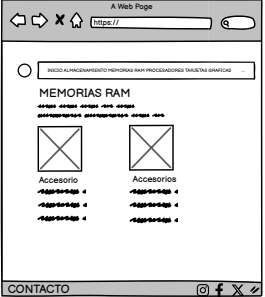 A Web Page
https://
INICIO ALMACENAMIENTO MEMORIAS RAM PROCESADORES TARJETAS GRAFICAS ...
MEMORIAS RAM
Accesorio Accesorios
CONTACTO